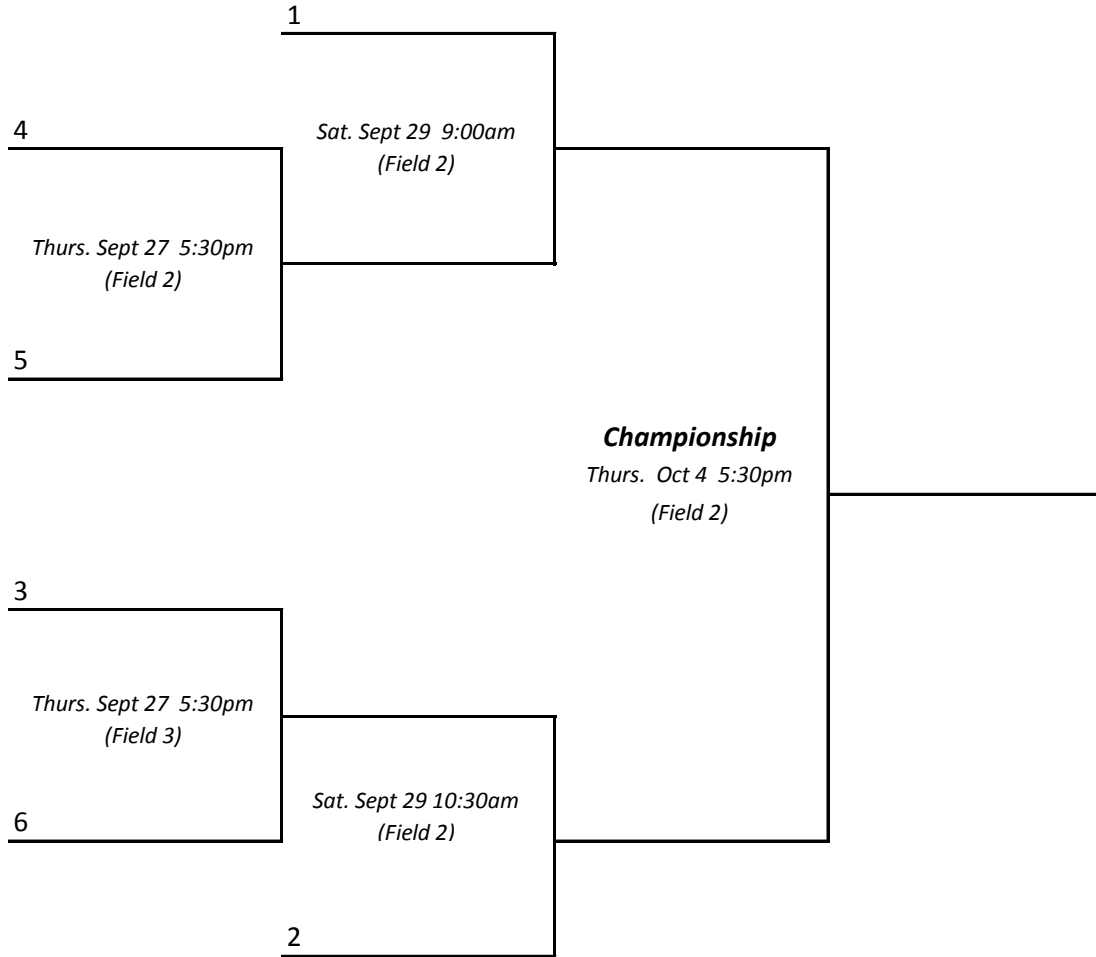 1
4
Sat. Sept 29 9:00am
(Field 2)
Thurs. Sept 27 5:30pm
(Field 2)
5
Championship
Thurs. Oct 4 5:30pm
(Field 2)
3
Thurs. Sept 27 5:30pm
(Field 3)
Sat. Sept 29 10:30am
(Field 2)
6
2